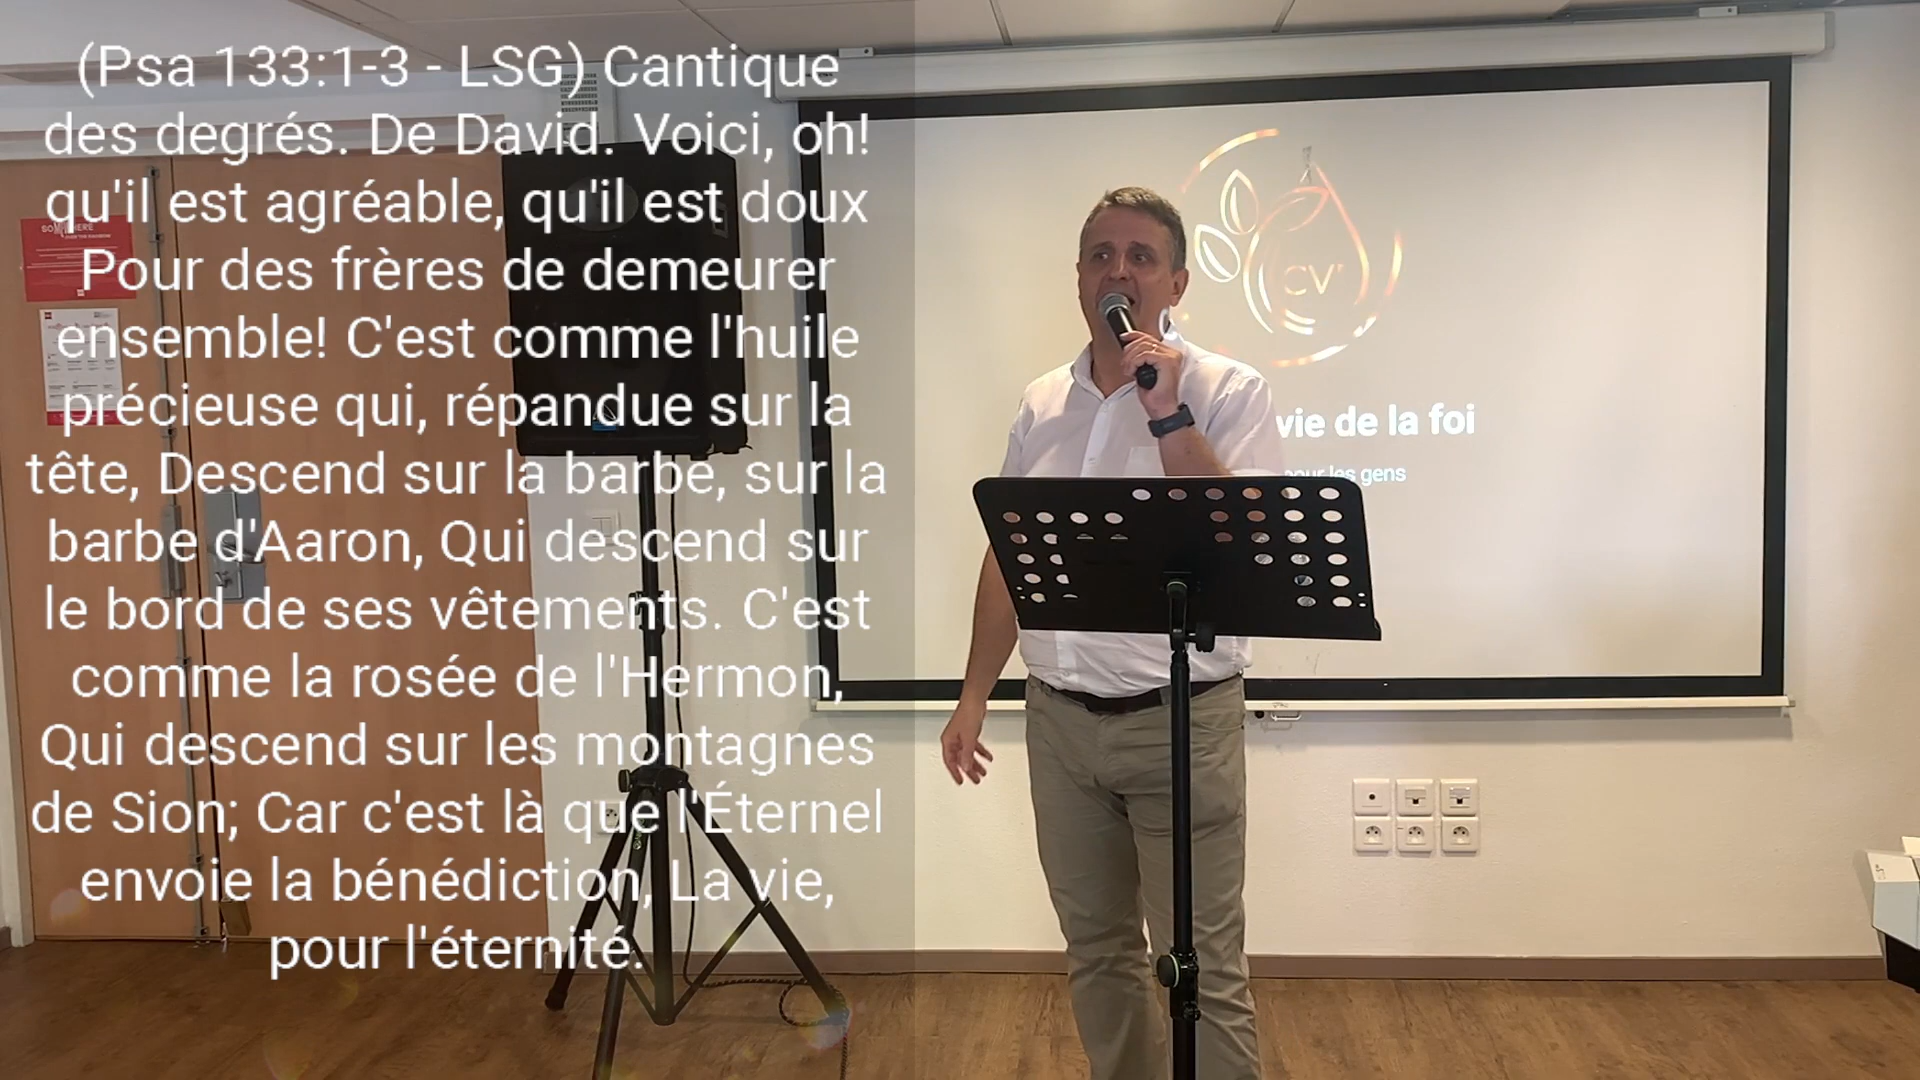 (Psa 133:1-3 - LSG) Cantique
des degrés. De David. Voici, oh!
qu'il est agréable, qu'il est doux
Pour des frères de demeurer
ensemble! C'est comme l'huile
précieuse qui, répandue sur la
tête, Descend sur la barbe, sur la
barbe d'Aaron, Qui descend sur
le bord de ses vêtements. C'est
comme la rosée de l'Hermon,
Qui descend sur les montagnes
de Sion; Car c'est là que l'Éternel
envoie la bénédiction, La vie,
pour l'éternité.
CV
vie de la foi
pour les gens